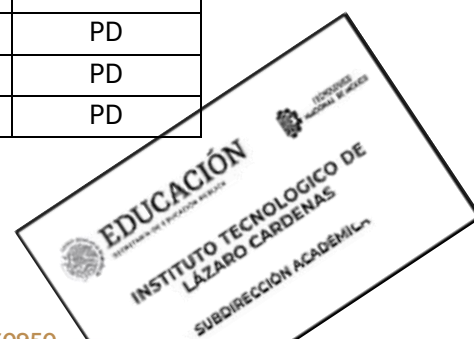 PD
PD
PD
EDUCACIÓN
SECRETARÍA DE EDUCACIÓN PÚBLICA
TECNOLÓGICO
NACIONAL DE MÉXICO
INSTITUTO TECNOLOGICO DE
LÁZARO CARDENAS
SUBDIRECCIÓN ACADÉMICA